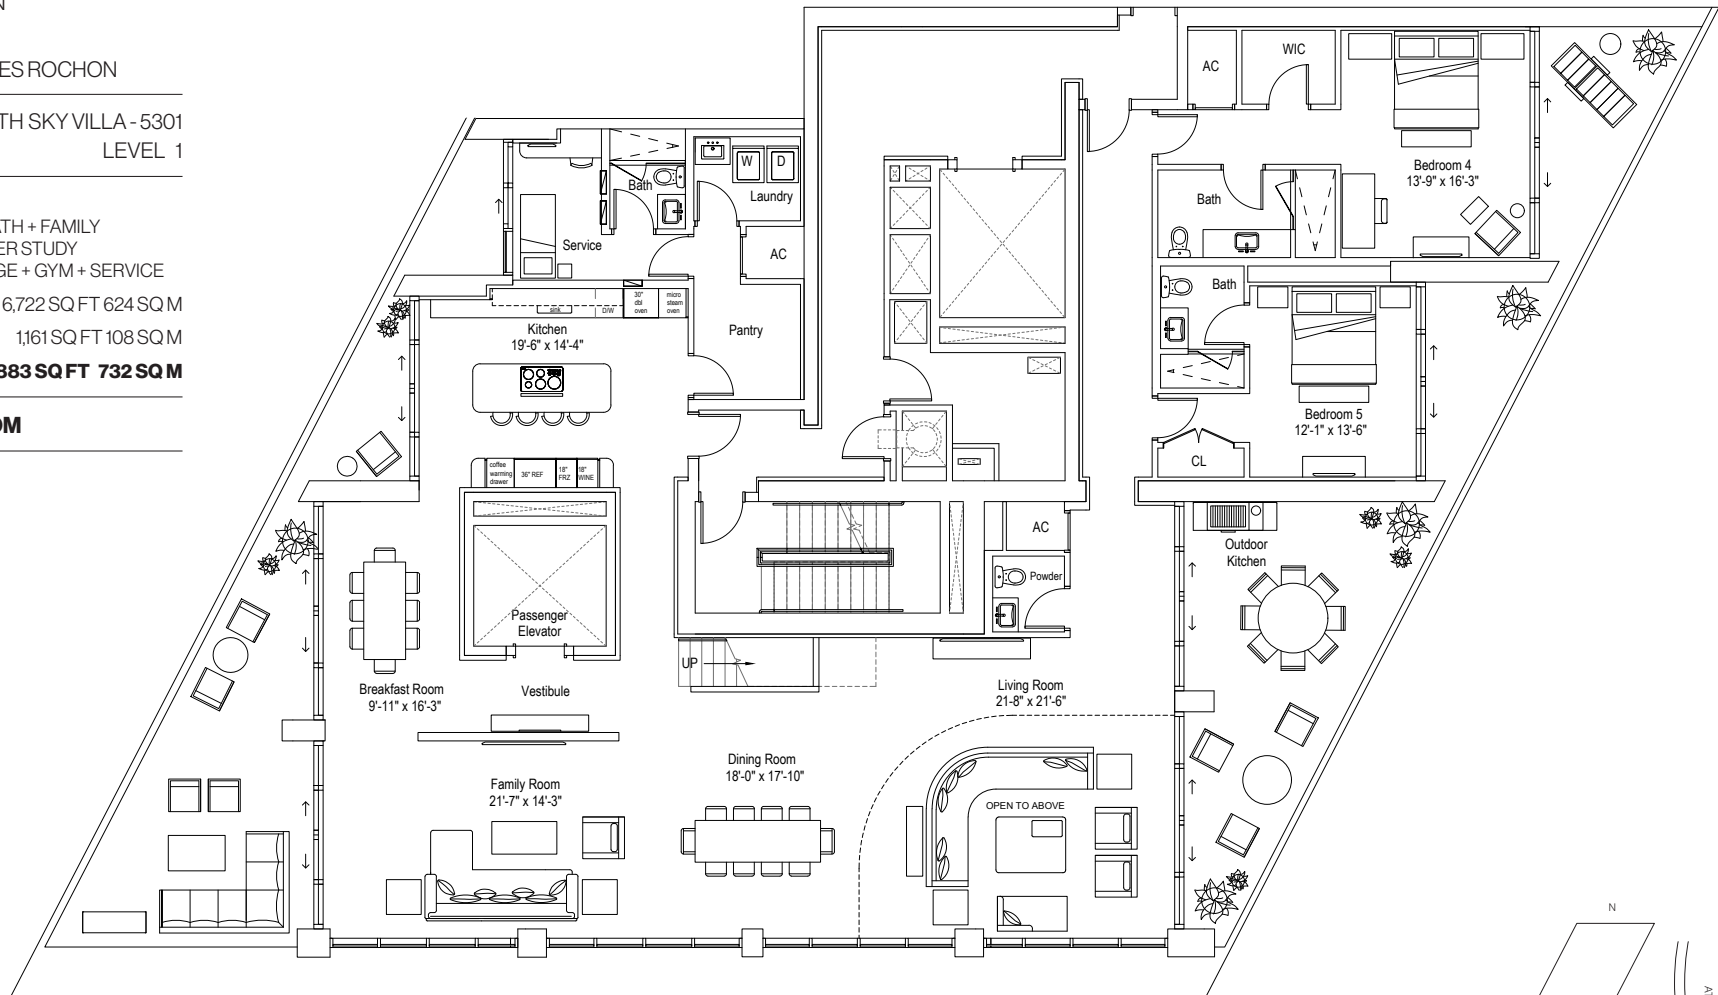 N
ES ROCHON
TH SKY VILLA - 5301
LEVEL 1
ATH + FAMILY
ER STUDY
GE + GYM + SERVICE
6,722 SQ FT 624 SQ M
1,161 SQ FT 108 SQ M
883 SQ FT 732 SQ M
OM
AC
WIC
Bedroom 4
13'-9" x 16'-3"
Bath
W
D
Laundry
Bath
Service
AC
Bath
Kitchen
19'-6" x 14'-4"
sink
D/W
30"
dbl
oven
micro
steam
oven
Pantry
Bedroom 5
12'-1" x 13'-6"
CL
coffee
warming
drawer
36" REF
18"
FRZ
18"
WINE
AC
Powder
Outdoor
Kitchen
Passenger
Elevator
UP
Breakfast Room
9'-11" x 16'-3"
Vestibule
Living Room
21-8" x 21'-6"
Dining Room
18'-0" x 17'-10"
Family Room
21'-7" x 14'-3"
OPEN TO ABOVE
N
AT